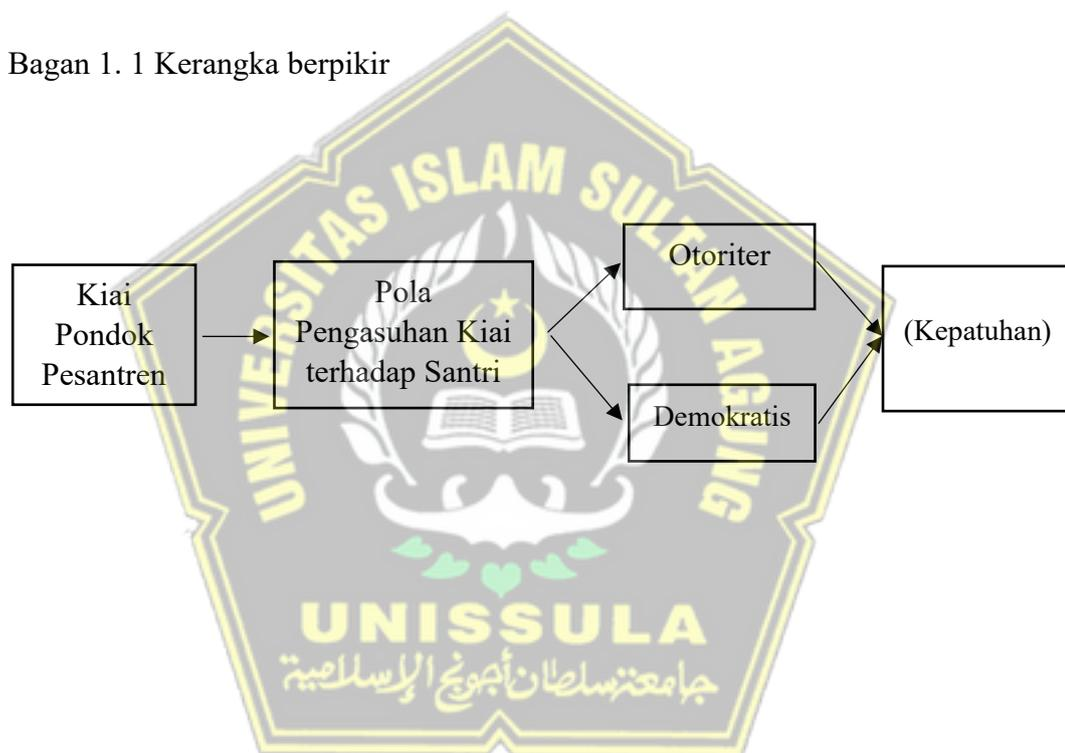 Bagan 1. 1 Kerangka berpikir
Kiai
Pondok
Pesantren
Pola
Pengasuhan Kiai
terhadap Santri
Otoriter
Demokratis
(Kepatuhan)
UNIVERSITAS ISLAM SULTAN AGUNG
UNISSULA
جامعة سلطان أجونج الإسلامية